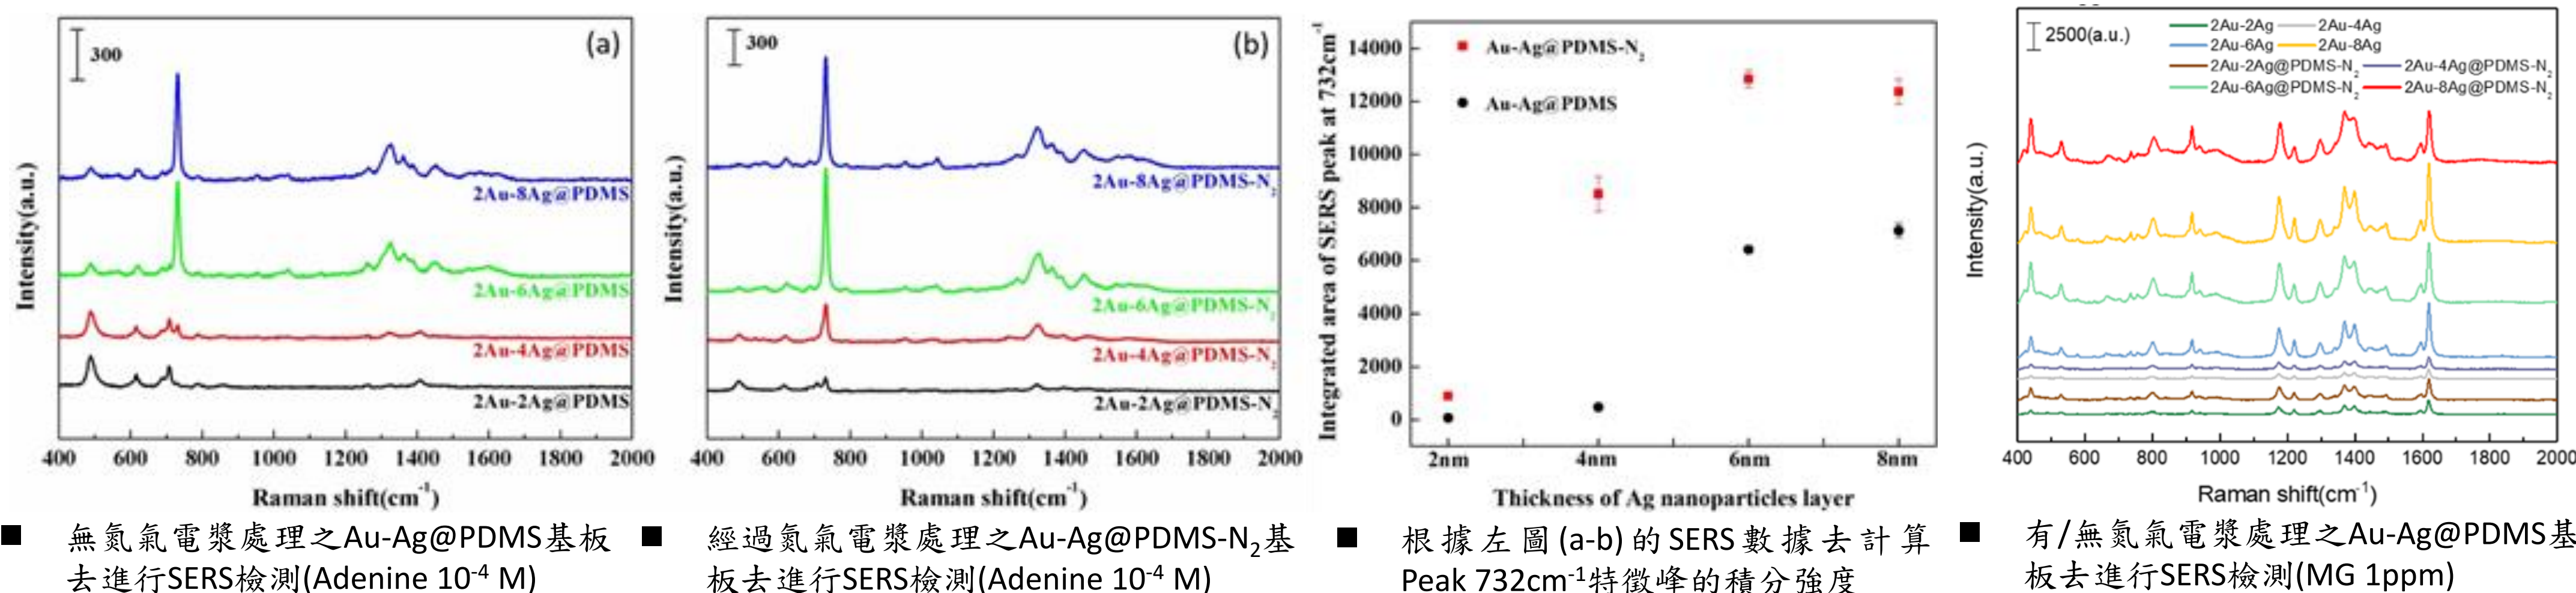 300
(a)
2Au-8Ag@PDMS
2Au-6Ag@PDMS
2Au-4Ag@PDMS
2Au-2Ag@PDMS
Intensity(a.u.)
400 600 800 1000 1200 1400 1600 1800 2000
Raman shift(cm⁻¹)
■ 無氮氣電漿處理之Au-Ag@PDMS基板
去進行SERS檢測(Adenine 10⁻⁴ M)
300
(b)
2Au-8Ag@PDMS-N₂
2Au-6Ag@PDMS-N₂
2Au-4Ag@PDMS-N₂
2Au-2Ag@PDMS-N₂
Intensity(a.u.)
400 600 800 1000 1200 1400 1600 1800 2000
Raman shift(cm⁻¹)
■ 經過氮氣電漿處理之Au-Ag@PDMS-N₂基
板去進行SERS檢測(Adenine 10⁻⁴ M)
Integrated area of SERS peak at 732cm⁻¹
14000
12000
10000
8000
6000
4000
2000
0
Au-Ag@PDMS-N₂
Au-Ag@PDMS
2nm 4nm 6nm 8nm
Thickness of Ag nanoparticles layer
■ 根據左圖(a-b)的SERS數據去計算
Peak 732cm⁻¹特徵峰的積分強度
2500(a.u.)
2Au-2Ag 2Au-4Ag
2Au-6Ag 2Au-8Ag
2Au-2Ag@PDMS-N₂ 2Au-4Ag@PDMS-N₂
2Au-6Ag@PDMS-N₂ 2Au-8Ag@PDMS-N₂
Intensity(a.u.)
400 600 800 1000 1200 1400 1600 1800 2000
Raman shift(cm⁻¹)
■ 有/無氮氣電漿處理之Au-Ag@PDMS基
板去進行SERS檢測(MG 1ppm)